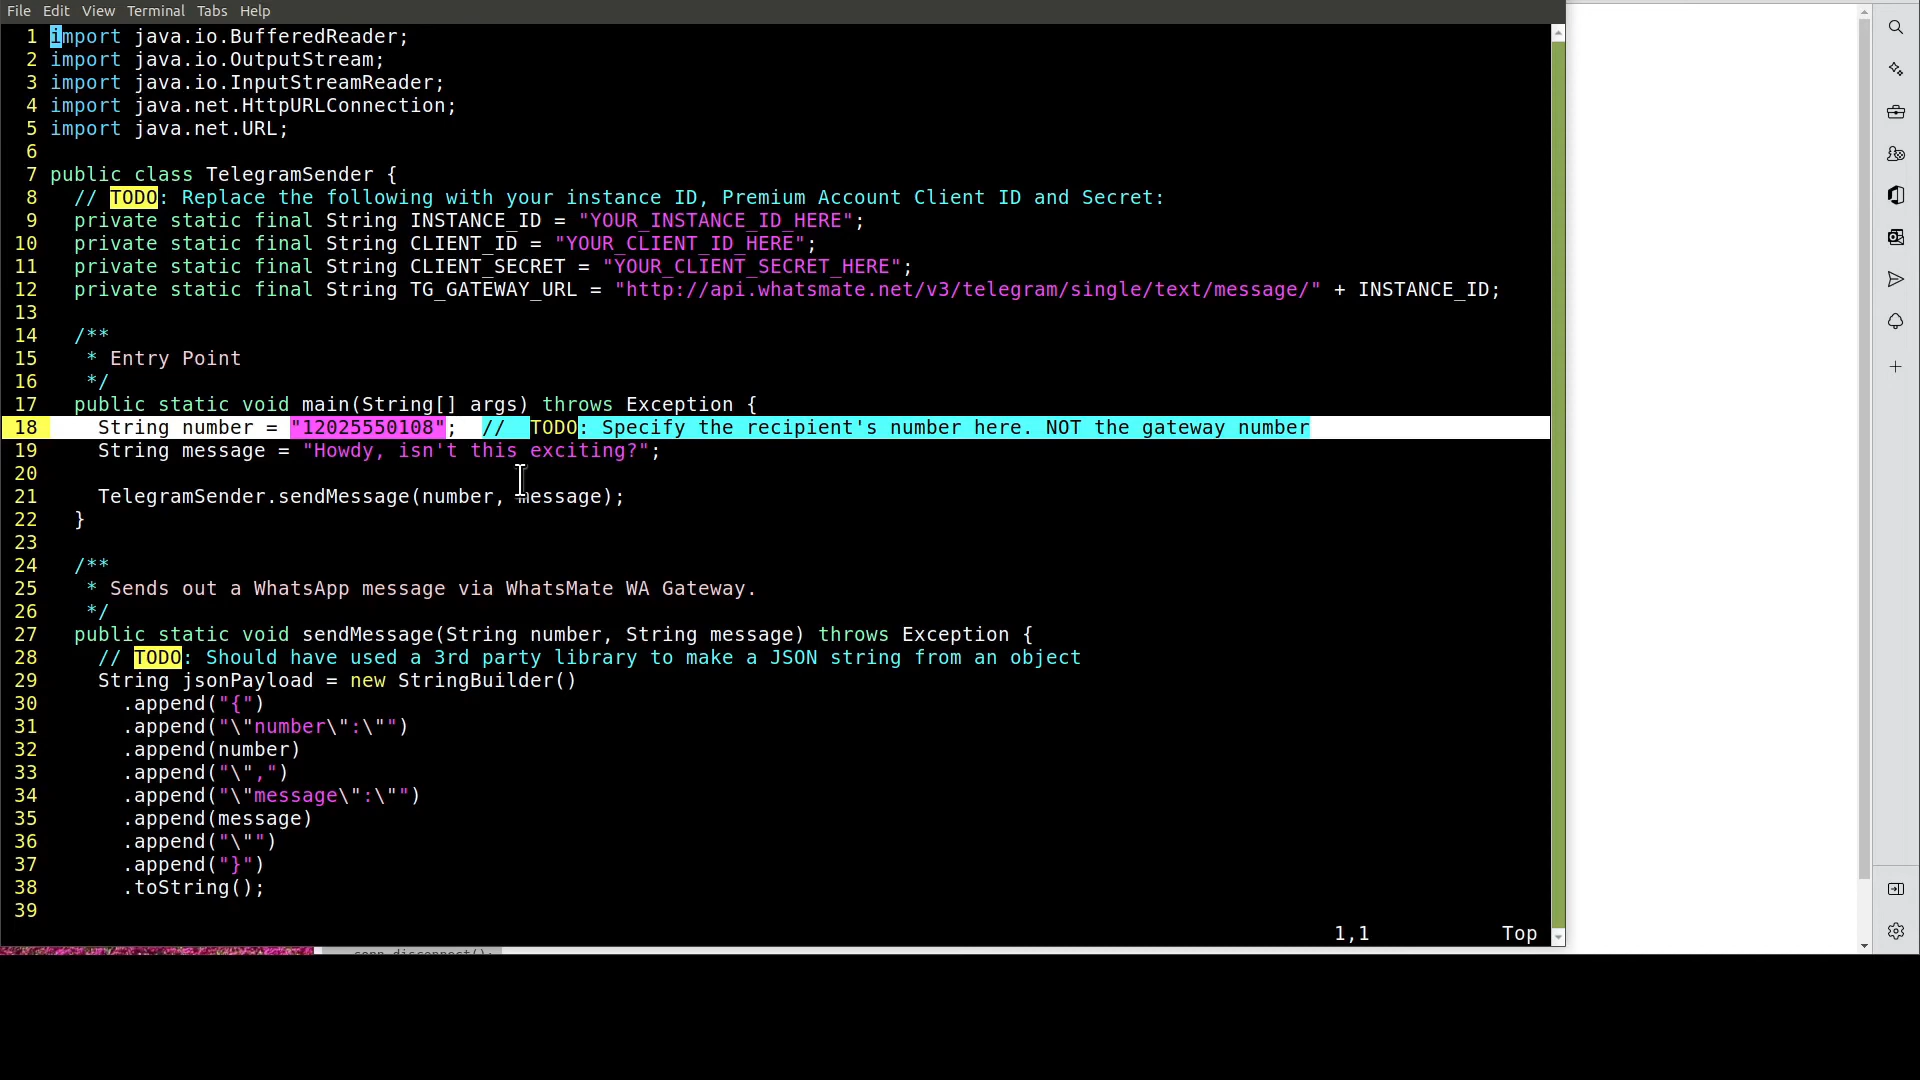 File Edit View Terminal Tabs Help
1 import java.io.BufferedReader;
2 import java.io.OutputStream;
3 import java.io.InputStreamReader;
4 import java.net.HttpURLConnection;
5 import java.net.URL;
6
7 public class TelegramSender {
8   // TODO: Replace the following with your instance ID, Premium Account Client ID and Secret:
9   private static final String INSTANCE_ID = "YOUR_INSTANCE_ID_HERE";
10   private static final String CLIENT_ID = "YOUR_CLIENT_ID_HERE";
11   private static final String CLIENT_SECRET = "YOUR_CLIENT_SECRET_HERE";
12   private static final String TG_GATEWAY_URL = "http://api.whatsmate.net/v3/telegram/single/text/message/" + INSTANCE_ID;
13
14   /**
15    * Entry Point
16    */
17   public static void main(String[] args) throws Exception {
18     String number = "12025550108";  //  TODO: Specify the recipient's number here. NOT the gateway number
19     String message = "Howdy, isn't this exciting?";
20
21     TelegramSender.sendMessage(number, message);
22   }
23
24   /**
25    * Sends out a WhatsApp message via WhatsMate WA Gateway.
26    */
27   public static void sendMessage(String number, String message) throws Exception {
28     // TODO: Should have used a 3rd party library to make a JSON string from an object
29     String jsonPayload = new StringBuilder()
30       .append("{")
31       .append("\"number\":\"")
32       .append(number)
33       .append("\",")
34       .append("\"message\":\"")
35       .append(message)
36       .append("\"")
37       .append("}")
38       .toString();
39
1,1 Top
conn.disconnect();